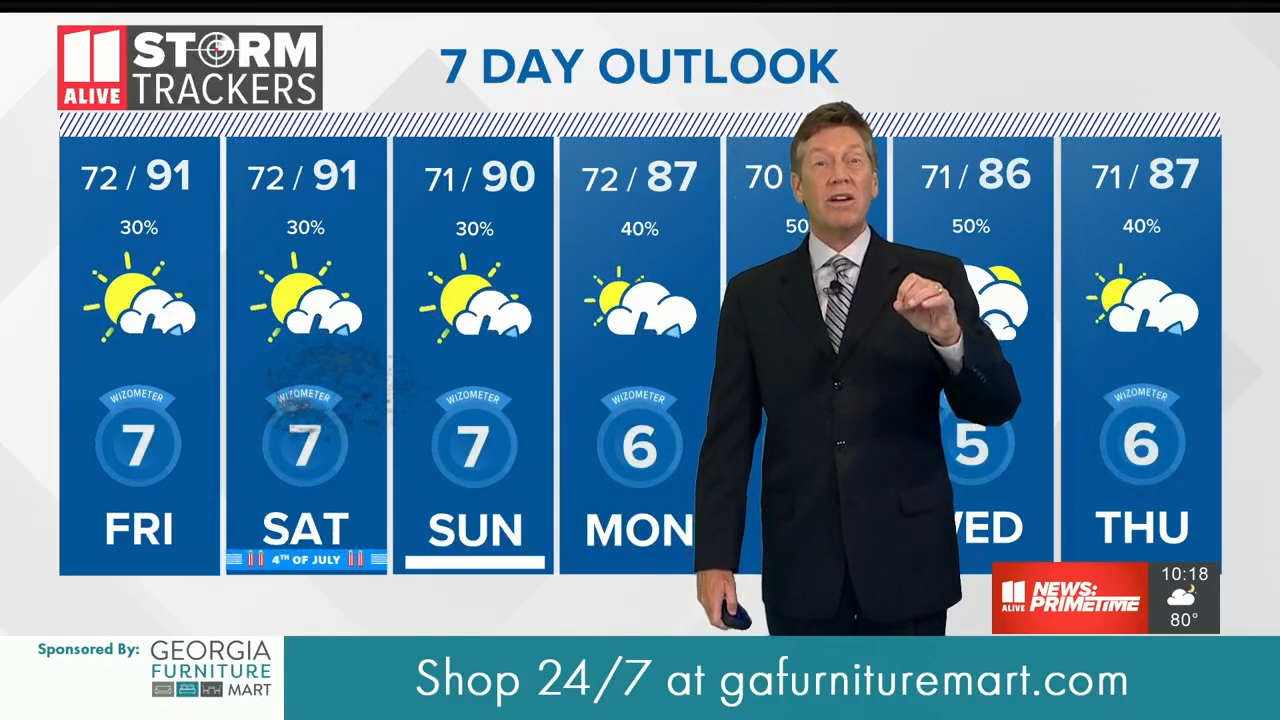 11
ALIVE
STORM
TRACKERS
7 DAY OUTLOOK
72 / 91
72 / 91
71 / 90
72 / 87
70
71 / 86
71 / 87
30%
30%
30%
40%
50
50%
40%
WIZOMETER
WIZOMETER
WIZOMETER
WIZOMETER
WIZOMETER
7
7
7
6
5
6
FRI
SAT
SUN
MON
WED
THU
4TH OF JULY
11
ALIVE
NEWS:
PRIMETIME
10:18
80°
Sponsored By:
GEORGIA
FURNITURE
MART
Shop 24/7 at gafurnituremart.com